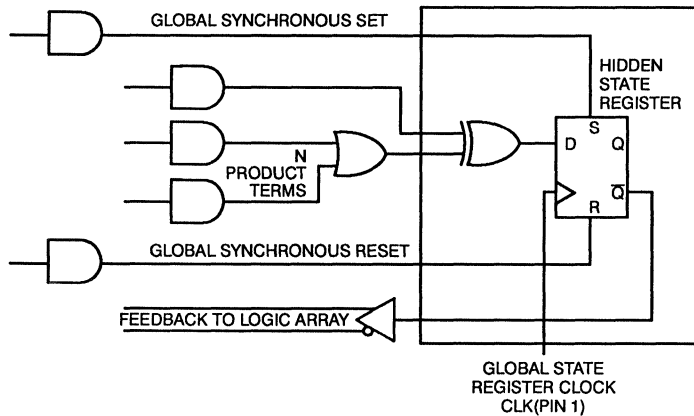 GLOBAL SYNCHRONOUS SET
HIDDEN
STATE
REGISTER
S
D
Q
N
PRODUCT
TERMS
Q̅
R
GLOBAL SYNCHRONOUS RESET
FEEDBACK TO LOGIC ARRAY
GLOBAL STATE
REGISTER CLOCK
CLK(PIN 1)